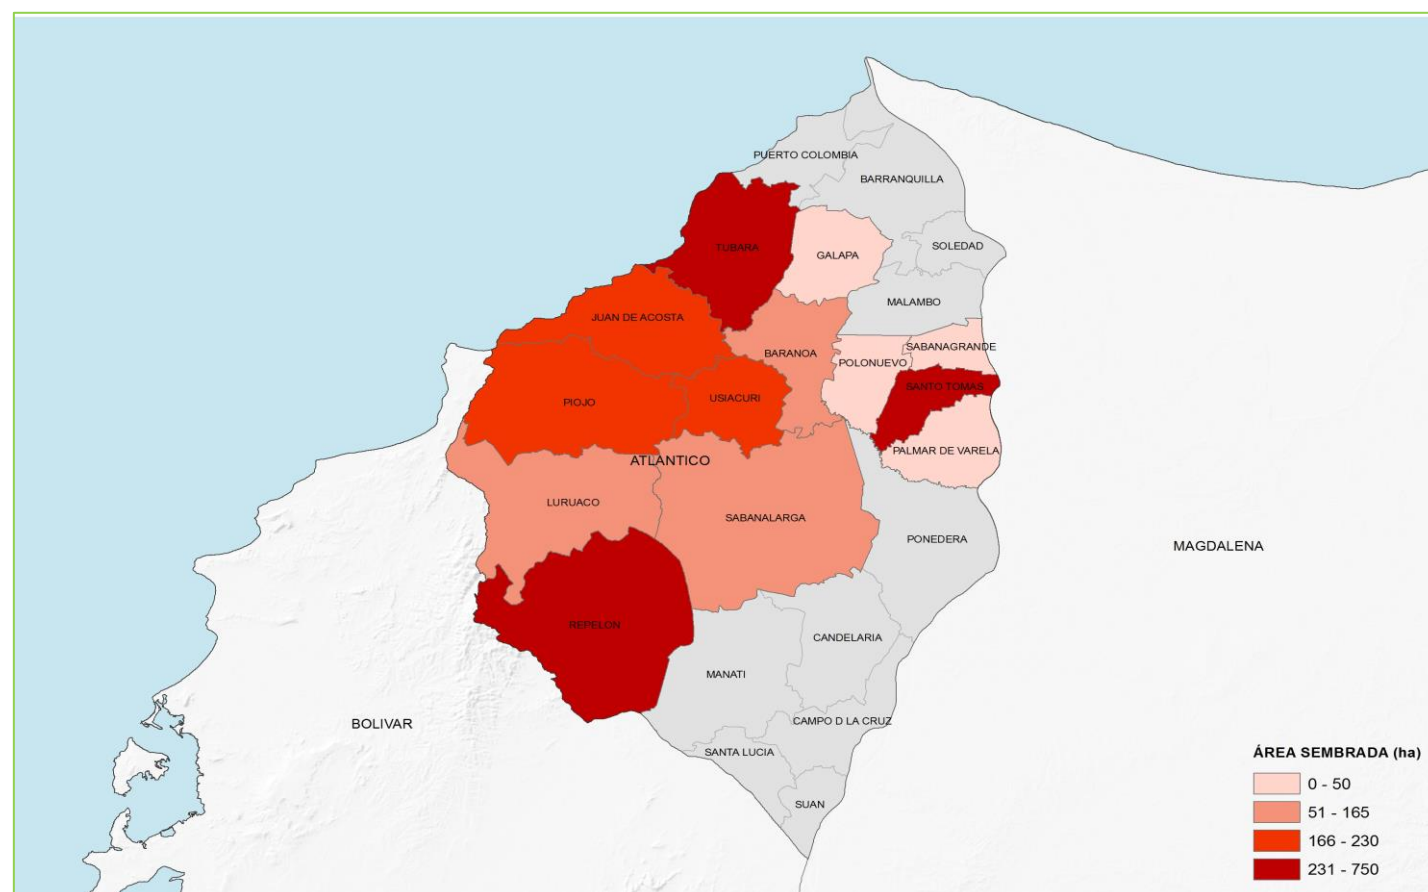 PUERTO COLOMBIA
BARRANQUILLA
TUBARA
GALAPA
SOLEDAD
MALAMBO
JUAN DE ACOSTA
BARANOA
SABANAGRANDE
POLONUEVO
SANTO TOMAS
PIOJO
USIACURI
PALMAR DE VARELA
ATLANTICO
LURUACO
SABANALARGA
PONEDERA
MAGDALENA
REPELON
CANDELARIA
MANATI
BOLIVAR
CAMPO D LA CRUZ
SANTA LUCIA
SUAN
ÁREA SEMBRADA (ha)
0 - 50
51 - 165
166 - 230
231 - 750